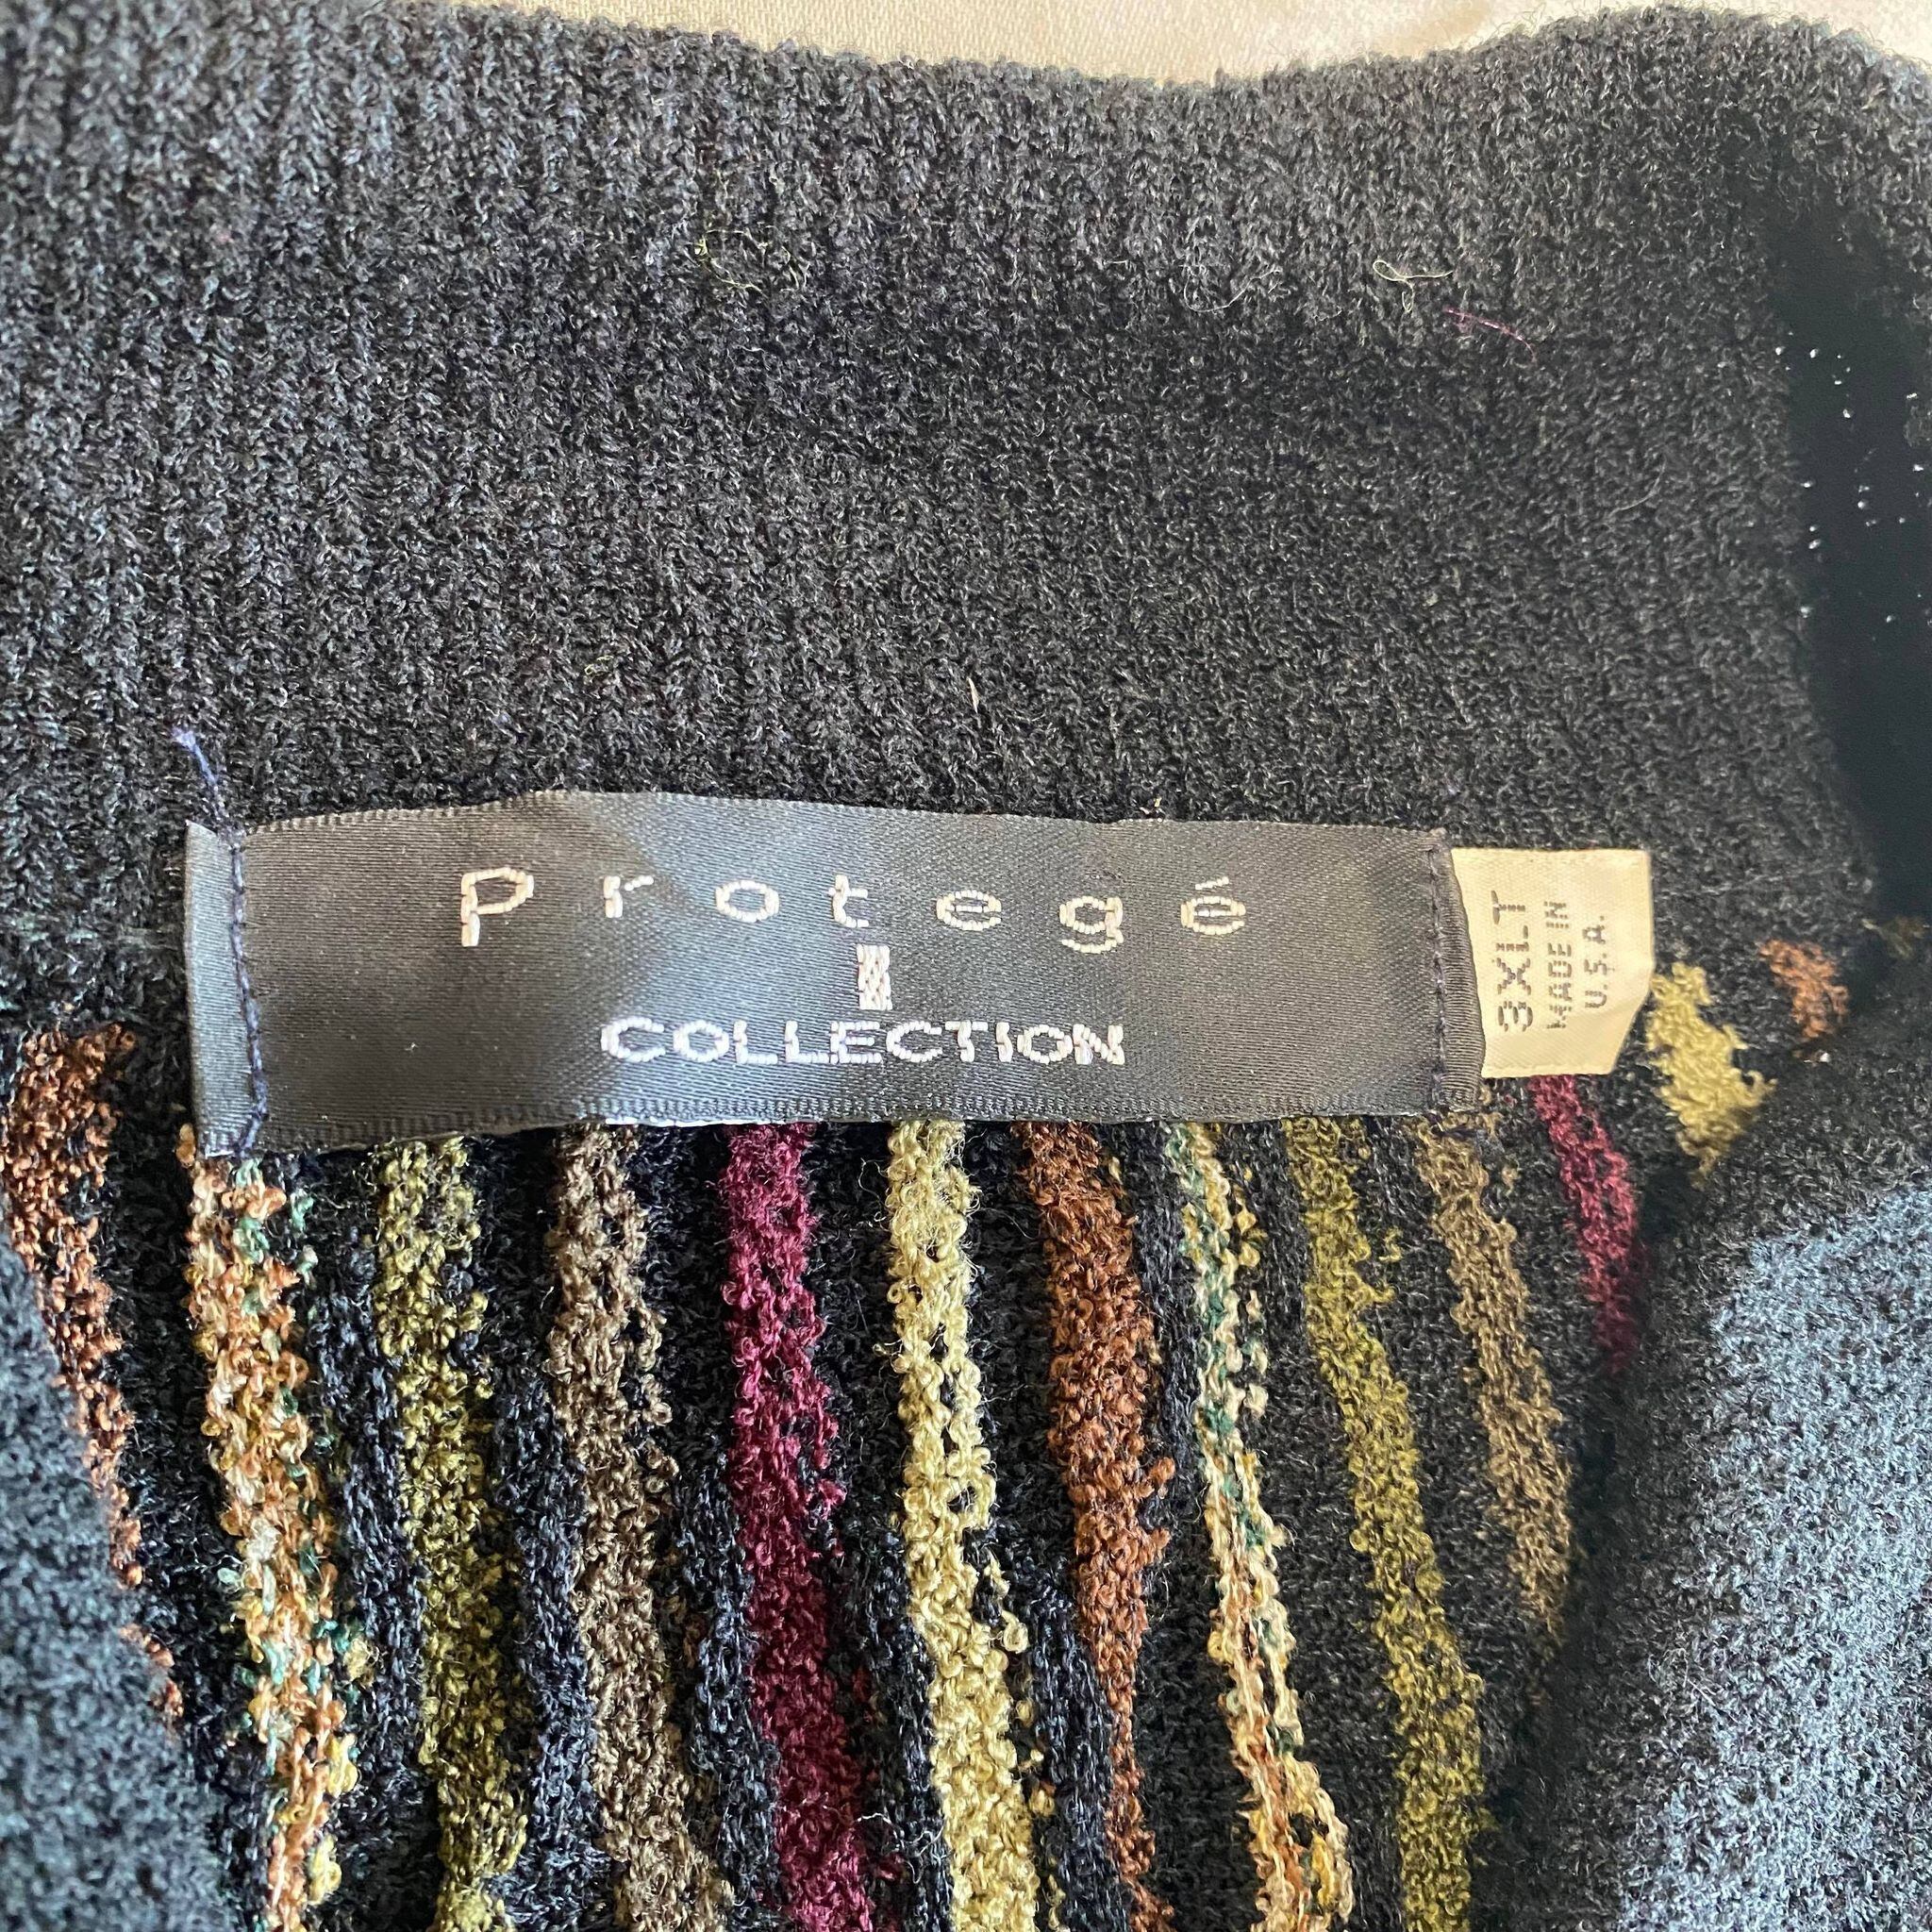 Protegé
COLLECTION
3XLT
MADE IN
U.S.A.